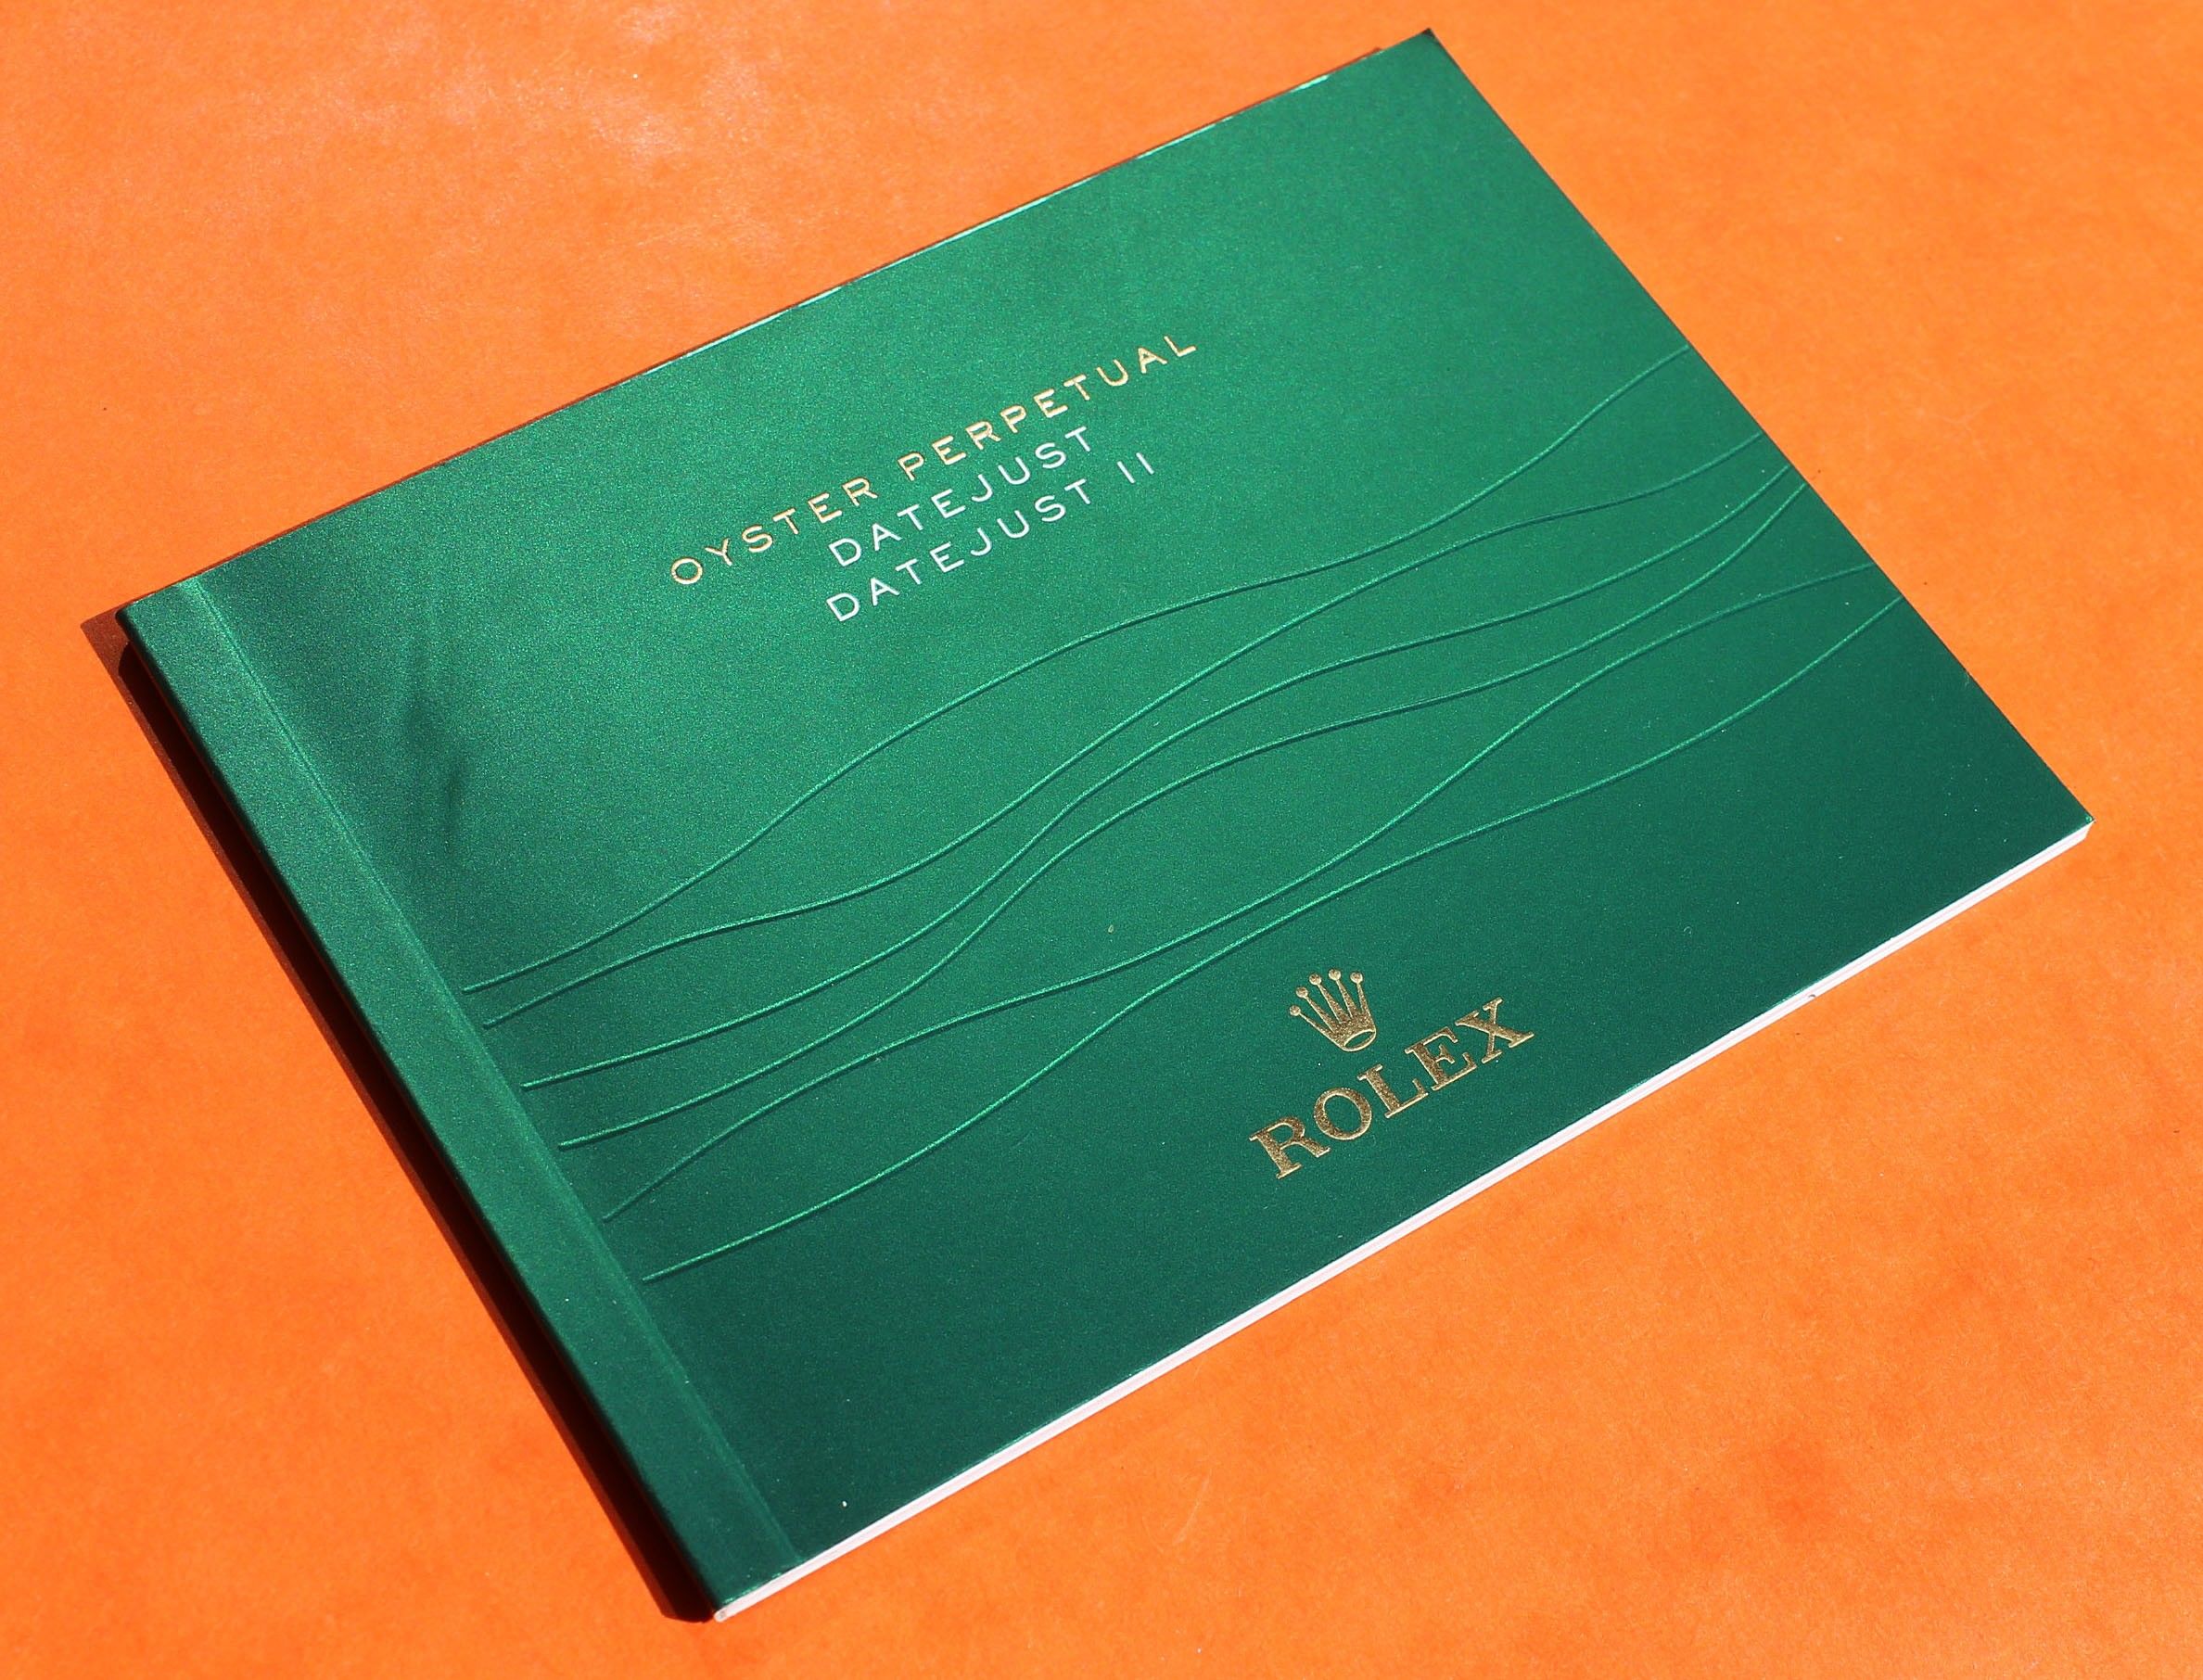 OYSTER PERPETUAL
DATEJUST
DATEJUST II
ROLEX